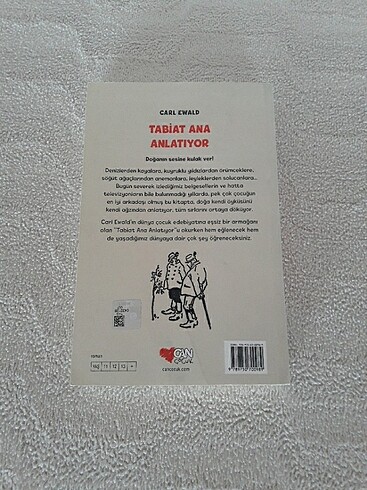 CARL EWALD
TABİAT ANA
ANLATIYOR
Doğanın sesine kulak ver!
Denizlerden kayalara, kuyruklu yıldızlardan örümceklere,
söğüt ağaçlarından anemonlara, leyleklerden solucanlara...
Bugün severek izlediğimiz belgesellerin ve hatta
televizyonların bile bulunmadığı yıllarda, pek çok çocuğun
en iyi arkadaşı olmuş bu kitapta, doğa kendi öyküsünü
kendi ağzından anlatıyor, tüm sırlarını ortaya döküyor.
Carl Ewald'ın dünya çocuk edebiyatına eşsiz bir armağanı
olan "Tabiat Ana Anlatıyor"u okurken hem eğlenecek hem
de yaşadığımız dünyaya dair çok şey öğreneceksiniz.
CAN
ÇOCUK
cancocuk.com
11 12 13 +